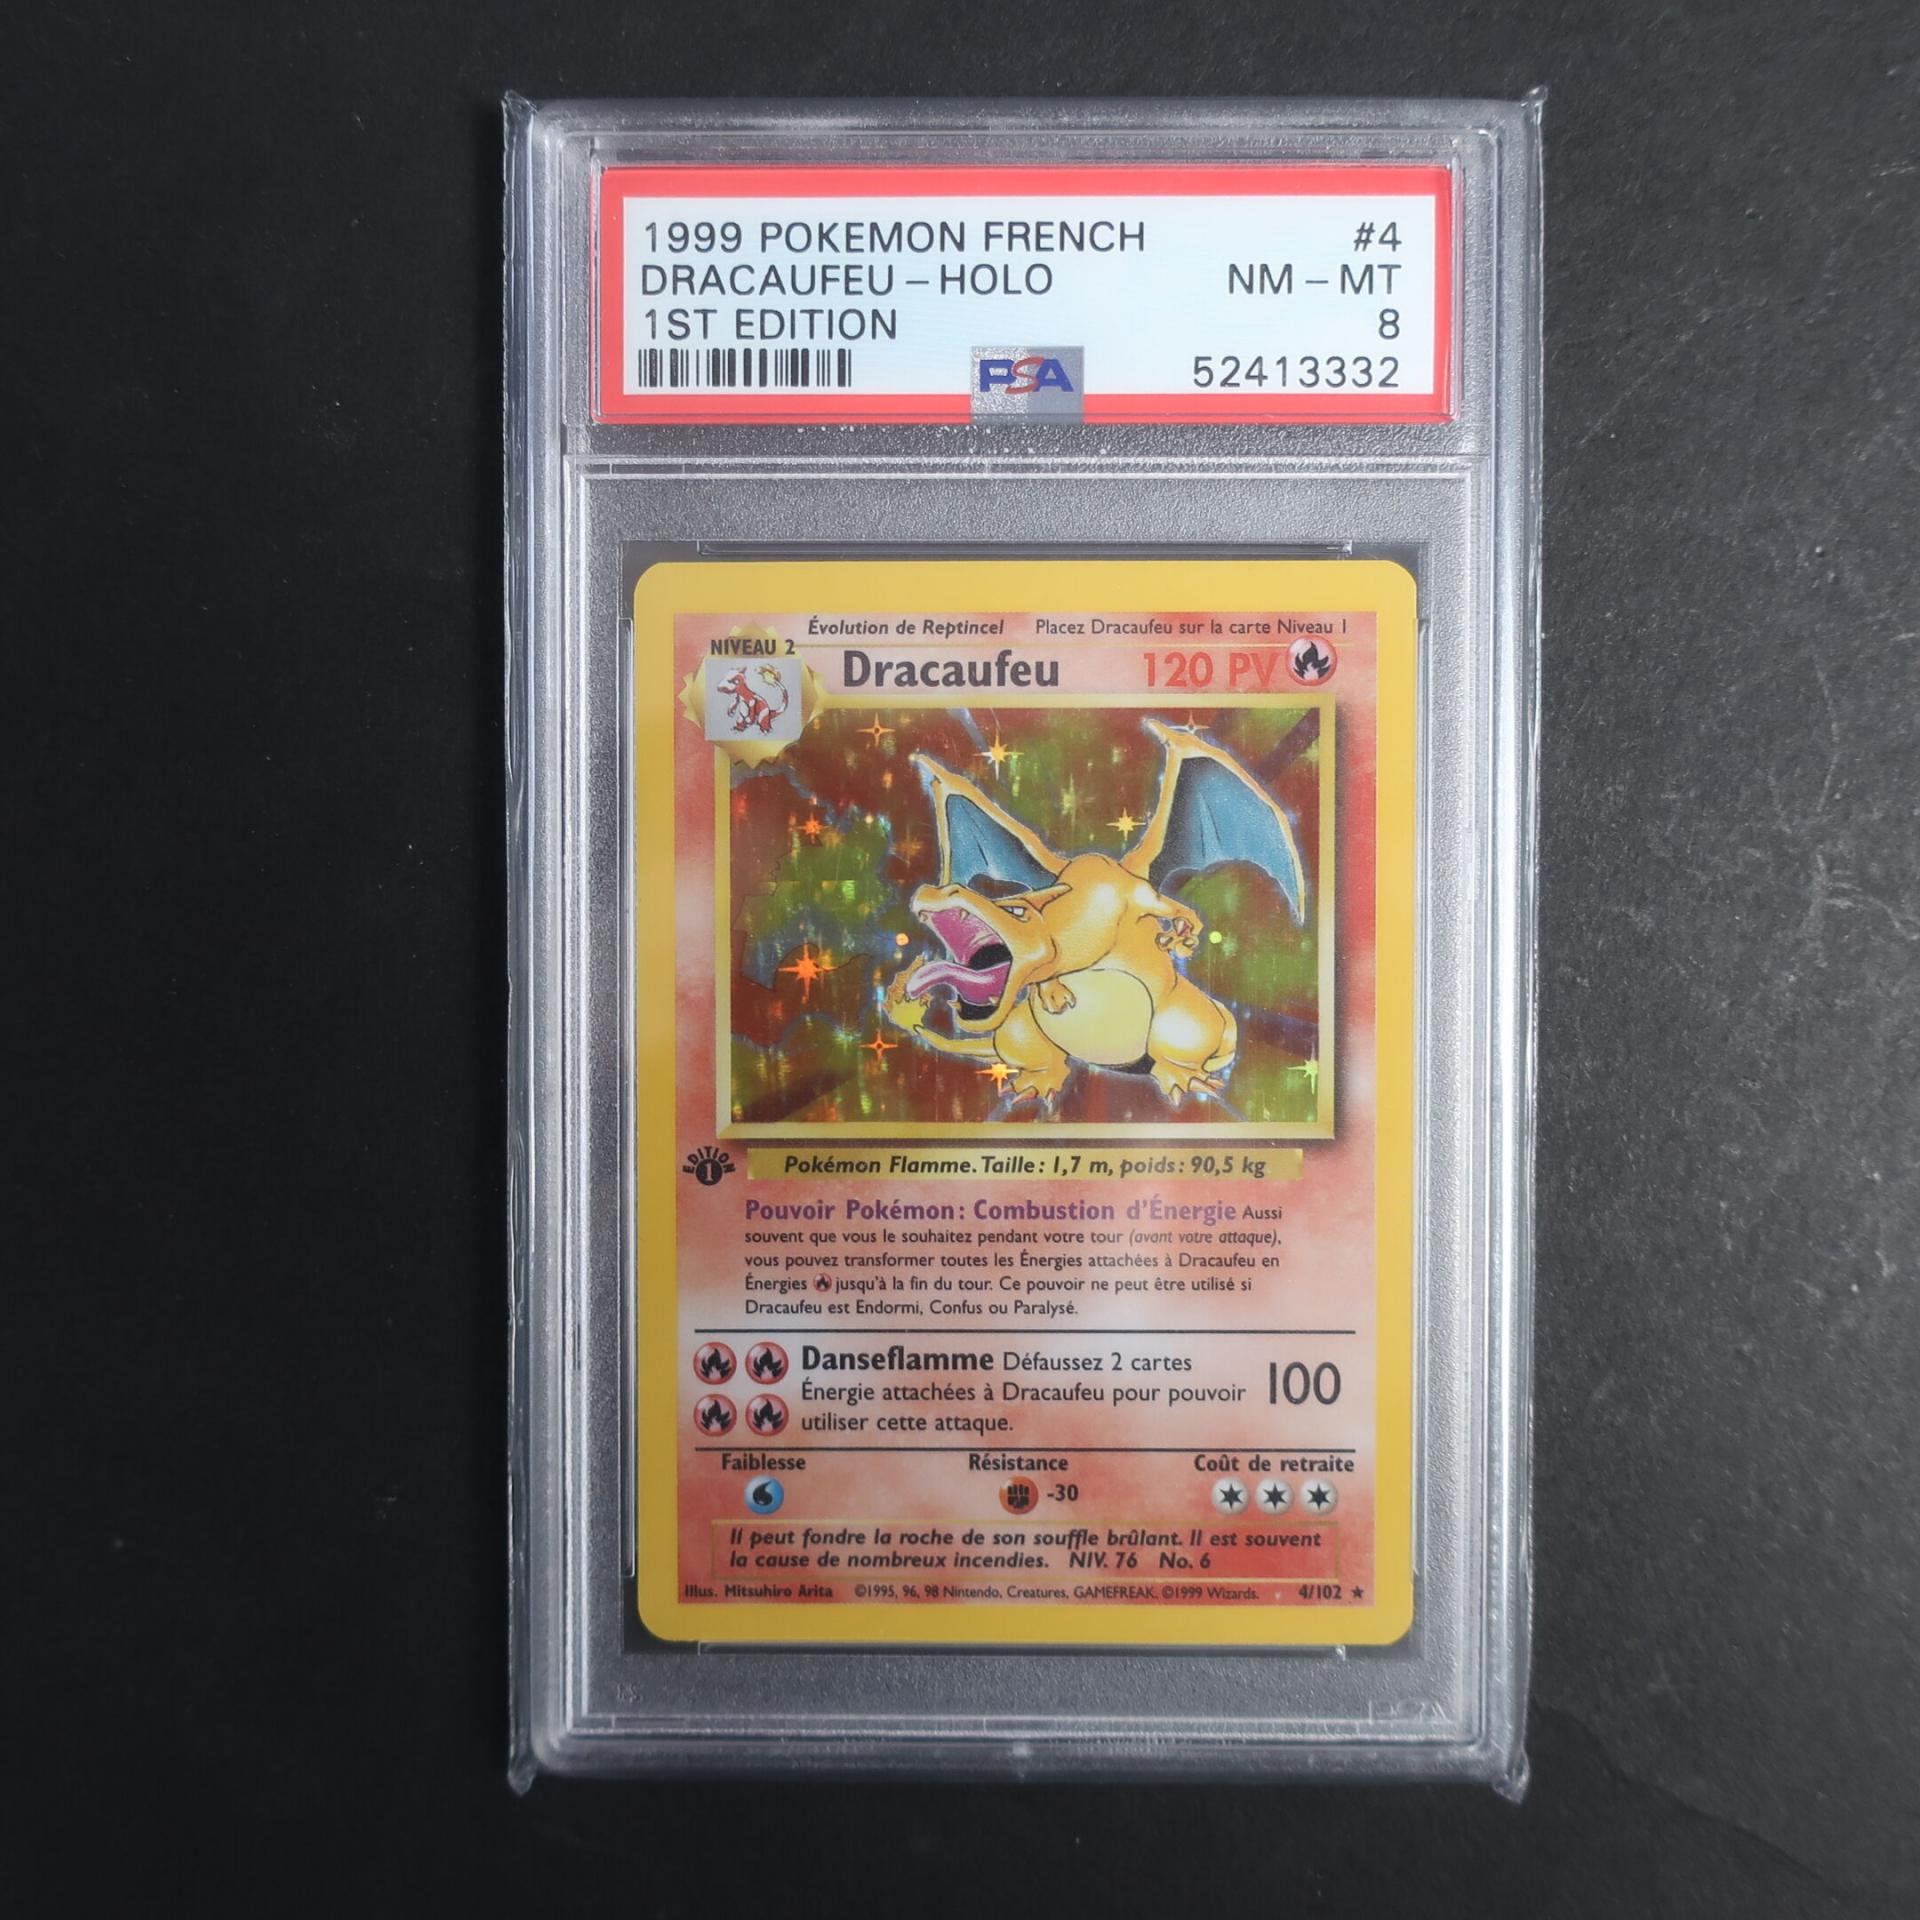 1999 POKEMON FRENCH #4
DRACAUFEU – HOLO NM – MT
1ST EDITION 8
PSA 52413332
Évolution de Reptincel Placez Dracaufeu sur la carte Niveau 1
NIVEAU 2
Dracaufeu 120 PV
EDITION 1
Pokémon Flamme. Taille : 1,7 m, poids : 90,5 kg
Pouvoir Pokémon : Combustion d'Énergie Aussi
souvent que vous le souhaitez pendant votre tour (avant votre attaque),
vous pouvez transformer toutes les Énergies attachées à Dracaufeu en
Énergies jusqu'à la fin du tour. Ce pouvoir ne peut être utilisé si
Dracaufeu est Endormi, Confus ou Paralysé.
Danseflamme Défaussez 2 cartes
Énergie attachées à Dracaufeu pour pouvoir 100
utiliser cette attaque.
Faiblesse Résistance Coût de retraite
-30
Il peut fondre la roche de son souffle brûlant. Il est souvent
la cause de nombreux incendies. NIV. 76 No. 6
Illus. Mitsuhiro Arita ©1995, 96, 98 Nintendo, Creatures, GAMEFREAK. ©1999 Wizards. 4/102 ★